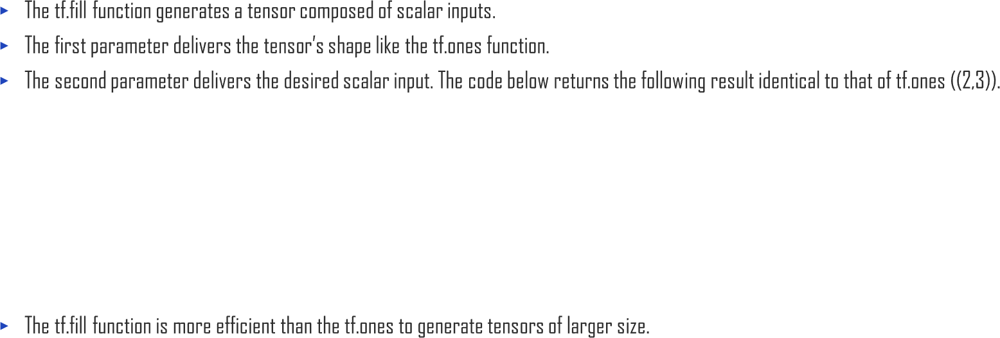 ► The tf.fill function generates a tensor composed of scalar inputs.
► The first parameter delivers the tensor's shape like the tf.ones function.
► The second parameter delivers the desired scalar input. The code below returns the following result identical to that of tf.ones ((2,3)).
► The tf.fill function is more efficient than the tf.ones to generate tensors of larger size.